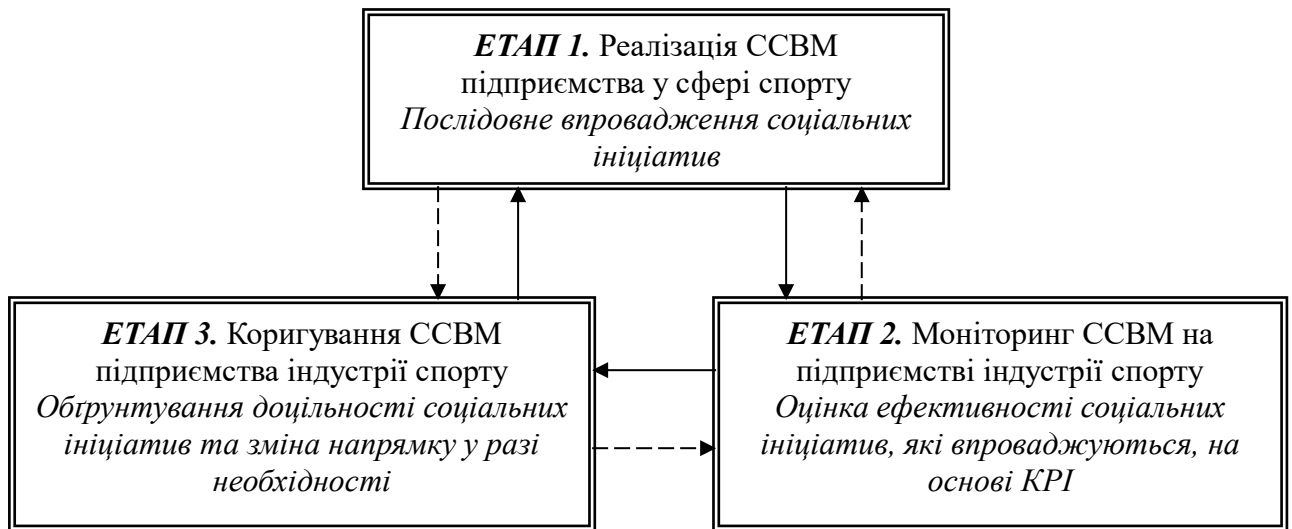 ЕТАП 1. Реалізація ССВМ
підприємства у сфері спорту
Послідовне впровадження соціальних
ініціатив
ЕТАП 3. Коригування ССВМ
підприємства індустрії спорту
Обґрунтування доцільності соціальних
ініціатив та зміна напрямку у разі
необхідності
ЕТАП 2. Моніторинг ССВМ на
підприємстві індустрії спорту
Оцінка ефективності соціальних
ініціатив, які впроваджуються, на
основі KPI